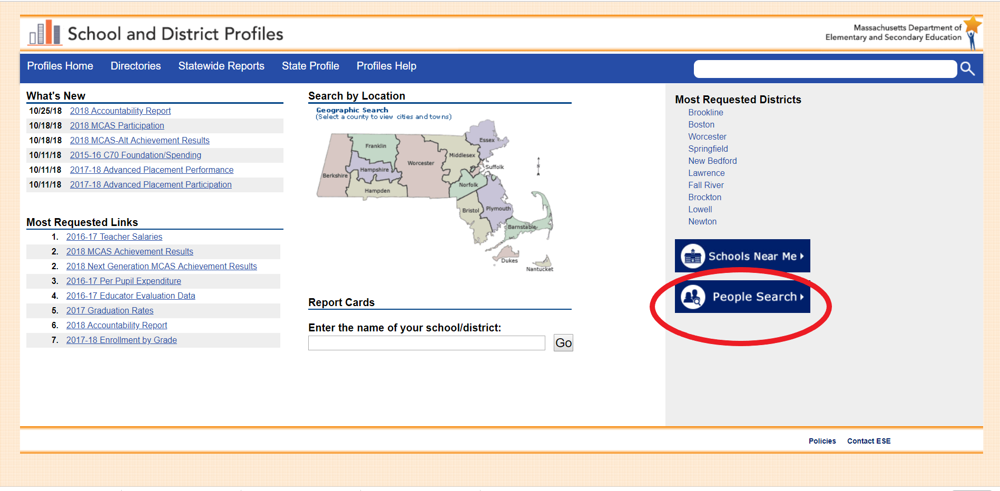 School and District Profiles
Massachusetts Department of
Elementary and Secondary Education
Profiles Home Directories Statewide Reports State Profile Profiles Help
What's New
10/25/18 2018 Accountability Report
10/18/18 2018 MCAS Participation
10/18/18 2018 MCAS-Alt Achievement Results
10/11/18 2015-16 C70 Foundation/Spending
10/11/18 2017-18 Advanced Placement Performance
10/11/18 2017-18 Advanced Placement Participation
Most Requested Links
1. 2016-17 Teacher Salaries
2. 2018 MCAS Achievement Results
2. 2018 Next Generation MCAS Achievement Results
3. 2016-17 Per Pupil Expenditure
4. 2016-17 Educator Evaluation Data
5. 2017 Graduation Rates
6. 2018 Accountability Report
7. 2017-18 Enrollment by Grade
Search by Location
Geographic Search
(Select a county to view cities and towns)
Essex
Franklin
Middlesex
Worcester
Suffolk
Hampshire
Berkshire
Norfolk
Hampden
Bristol
Plymouth
Barnstable
Dukes
Nantucket
N
Report Cards
Enter the name of your school/district:
Go
Most Requested Districts
Brookline
Boston
Worcester
Springfield
New Bedford
Lawrence
Fall River
Brockton
Lowell
Newton
Schools Near Me
People Search
Policies Contact ESE